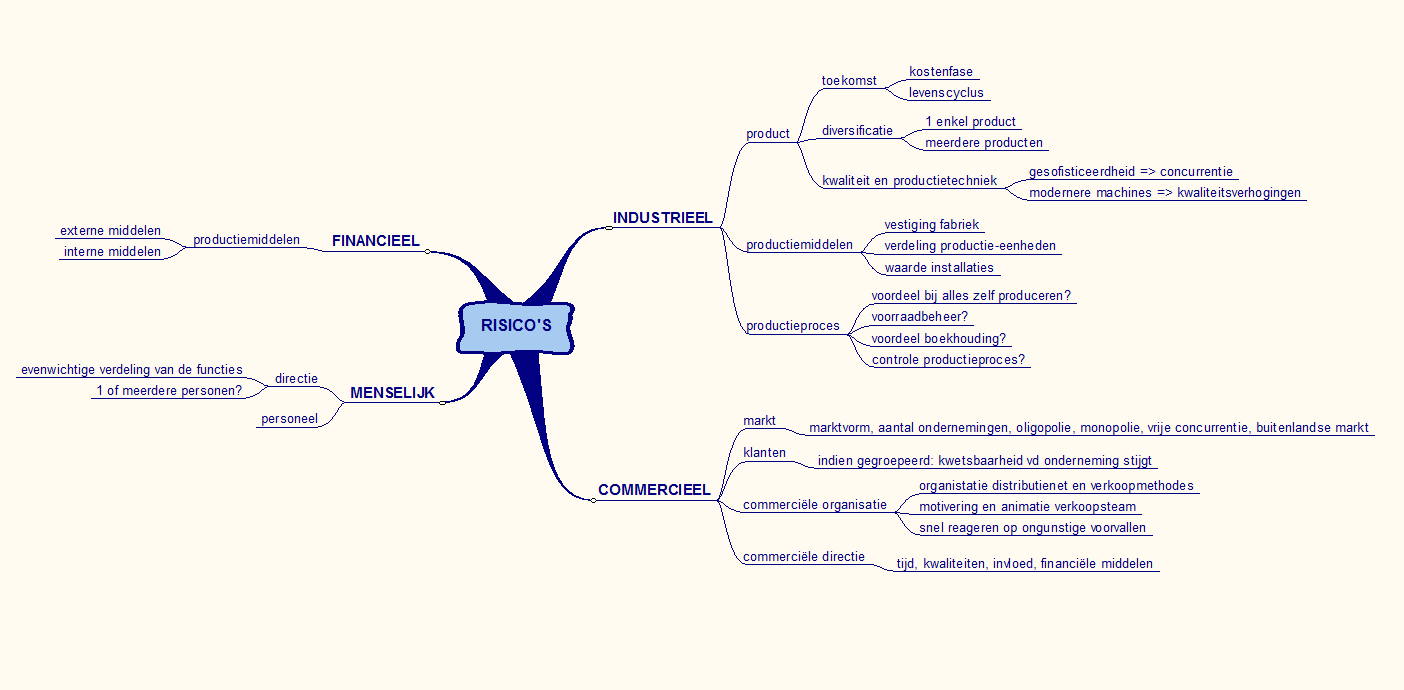 RISICO'S
INDUSTRIEEL
product
toekomst
kostenfase
levenscyclus
diversificatie
1 enkel product
meerdere producten
kwaliteit en productietechniek
gesofisticeerdheid => concurrentie
modernere machines => kwaliteitsverhogingen
productiemiddelen
vestiging fabriek
verdeling productie-eenheden
waarde installaties
productieproces
voordeel bij alles zelf produceren?
voorraadbeheer?
voordeel boekhouding?
controle productieproces?
COMMERCIEEL
markt
marktvorm, aantal ondernemingen, oligopolie, monopolie, vrije concurrentie, buitenlandse markt
klanten
indien gegroepeerd: kwetsbaarheid vd onderneming stijgt
commerciële organisatie
organistatie distributienet en verkoopmethodes
motivering en animatie verkoopsteam
snel reageren op ongunstige voorvallen
commerciële directie
tijd, kwaliteiten, invloed, financiële middelen
FINANCIEEL
productiemiddelen
externe middelen
interne middelen
MENSELIJK
directie
evenwichtige verdeling van de functies
1 of meerdere personen?
personeel